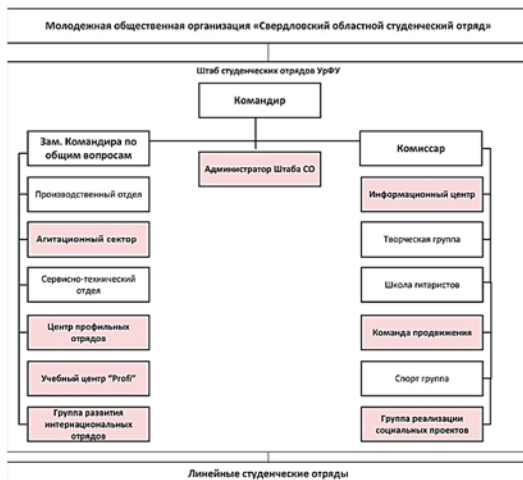 Молодежная общественная организация «Свердловский областной студенческий отряд»
Штаб студенческих отрядов УрФУ
Командир
Зам. Командира по
общим вопросам
Администратор Штаба СО
Комиссар
Производственный отдел
Информационный центр
Агитационный сектор
Творческая группа
Сервисно-технический
отдел
Школа гитаристов
Центр профильных
отрядов
Команда продвижения
Учебный центр "Profi"
Спорт группа
Группа развития
интернациональных
отрядов
Группа реализации
социальных проектов
Линейные студенческие отряды